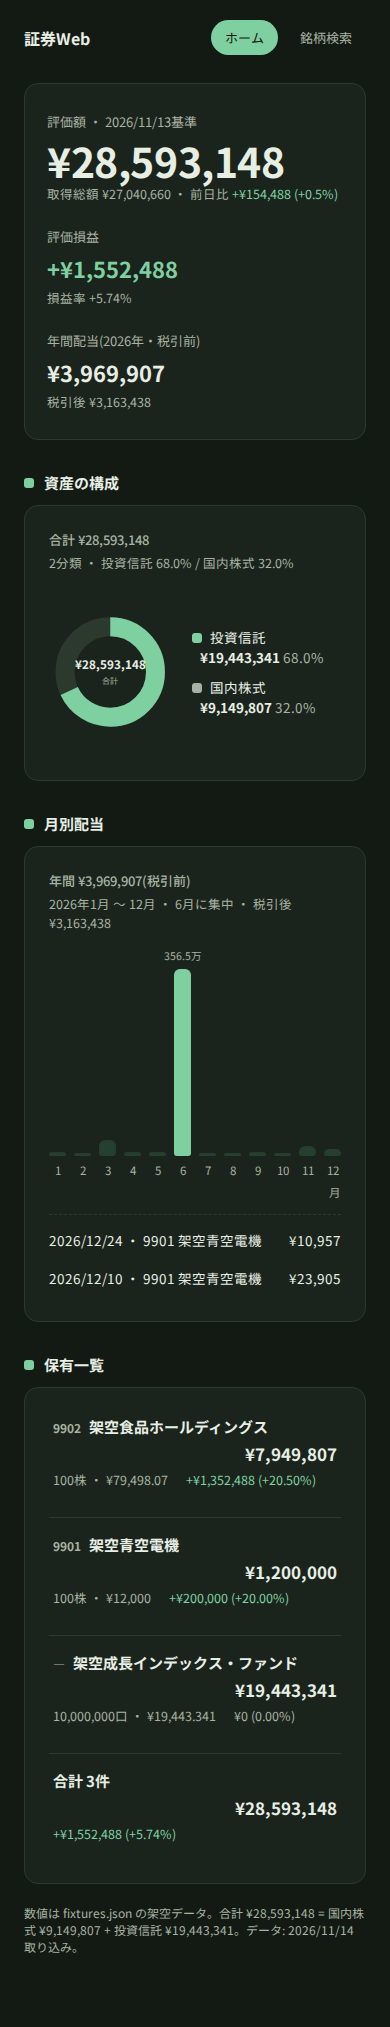 証券Web ホーム 銘柄検索
評価額 ・ 2026/11/13基準
¥28,593,148
取得総額 ¥27,040,660 ・ 前日比 +¥154,488 (+0.5%)
評価損益
+¥1,552,488
損益率 +5.74%
年間配当(2026年・税引前)
¥3,969,907
税引後 ¥3,163,438
資産の構成
合計 ¥28,593,148
2分類 ・ 投資信託 68.0% / 国内株式 32.0%
¥28,593,148
合計
投資信託
¥19,443,341 68.0%
国内株式
¥9,149,807 32.0%
月別配当
年間 ¥3,969,907(税引前)
2026年1月 〜 12月 ・ 6月に集中 ・ 税引後
¥3,163,438
356.5万
1 2 3 4 5 6 7 8 9 10 11 12
月
2026/12/24 ・ 9901 架空青空電機 ¥10,957
2026/12/10 ・ 9901 架空青空電機 ¥23,905
保有一覧
9902 架空食品ホールディングス
¥7,949,807
100株 ・ ¥79,498.07 +¥1,352,488 (+20.50%)
9901 架空青空電機
¥1,200,000
100株 ・ ¥12,000 +¥200,000 (+20.00%)
— 架空成長インデックス・ファンド
¥19,443,341
10,000,000口 ・ ¥19,443.341 ¥0 (0.00%)
合計 3件
¥28,593,148
+¥1,552,488 (+5.74%)
数値は fixtures.json の架空データ。合計 ¥28,593,148 = 国内株
式 ¥9,149,807 + 投資信託 ¥19,443,341。データ: 2026/11/14
取り込み。